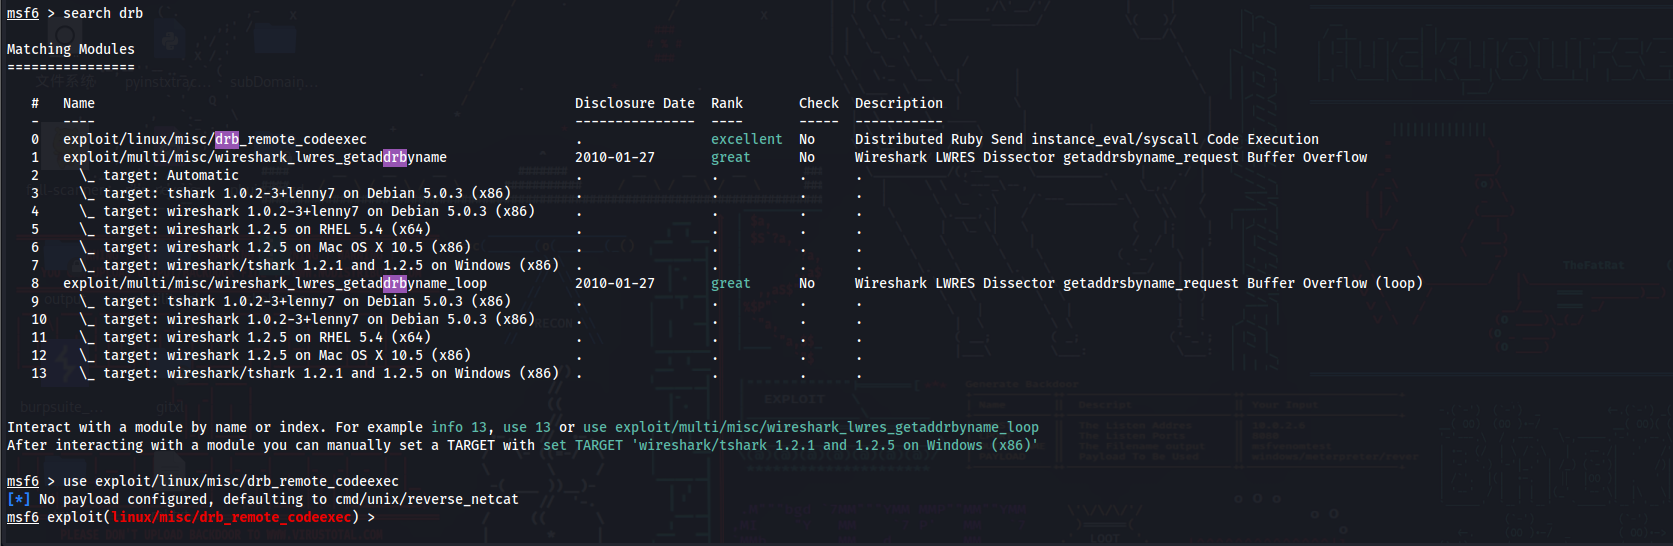 msf6 > search drb
Matching Modules
================
#   Name   Disclosure Date   Rank   Check   Description
-   ----   ---------------   ----   -----   -----------
0   exploit/linux/misc/drb_remote_codeexec   .   excellent   No   Distributed Ruby Send instance_eval/syscall Code Execution
1   exploit/multi/misc/wireshark_lwres_getaddrbyname   2010-01-27   great   No   Wireshark LWRES Dissector getaddrsbyname_request Buffer Overflow
2   \_ target: Automatic   .   .   .   .
3   \_ target: tshark 1.0.2-3+lenny7 on Debian 5.0.3 (x86)   .   .   .   .
4   \_ target: wireshark 1.0.2-3+lenny7 on Debian 5.0.3 (x86)   .   .   .   .
5   \_ target: wireshark 1.2.5 on RHEL 5.4 (x64)   .   .   .   .
6   \_ target: wireshark 1.2.5 on Mac OS X 10.5 (x86)   .   .   .   .
7   \_ target: wireshark/tshark 1.2.1 and 1.2.5 on Windows (x86)   .   .   .   .
8   exploit/multi/misc/wireshark_lwres_getaddrbyname_loop   2010-01-27   great   No   Wireshark LWRES Dissector getaddrsbyname_request Buffer Overflow (loop)
9   \_ target: tshark 1.0.2-3+lenny7 on Debian 5.0.3 (x86)   .   .   .   .
10   \_ target: wireshark 1.0.2-3+lenny7 on Debian 5.0.3 (x86)   .   .   .   .
11   \_ target: wireshark 1.2.5 on RHEL 5.4 (x64)   .   .   .   .
12   \_ target: wireshark 1.2.5 on Mac OS X 10.5 (x86)   .   .   .   .
13   \_ target: wireshark/tshark 1.2.1 and 1.2.5 on Windows (x86)   .   .   .   .
Interact with a module by name or index. For example info 13, use 13 or use exploit/multi/misc/wireshark_lwres_getaddrbyname_loop
After interacting with a module you can manually set a TARGET with set TARGET 'wireshark/tshark 1.2.1 and 1.2.5 on Windows (x86)'
msf6 > use exploit/linux/misc/drb_remote_codeexec
[*] No payload configured, defaulting to cmd/unix/reverse_netcat
msf6 exploit(linux/misc/drb_remote_codeexec) >
文件系统
pyinstxtrac...
subDomain...
TheFatRat
RECON
EXPLOIT
LOOT
burpsuite_...